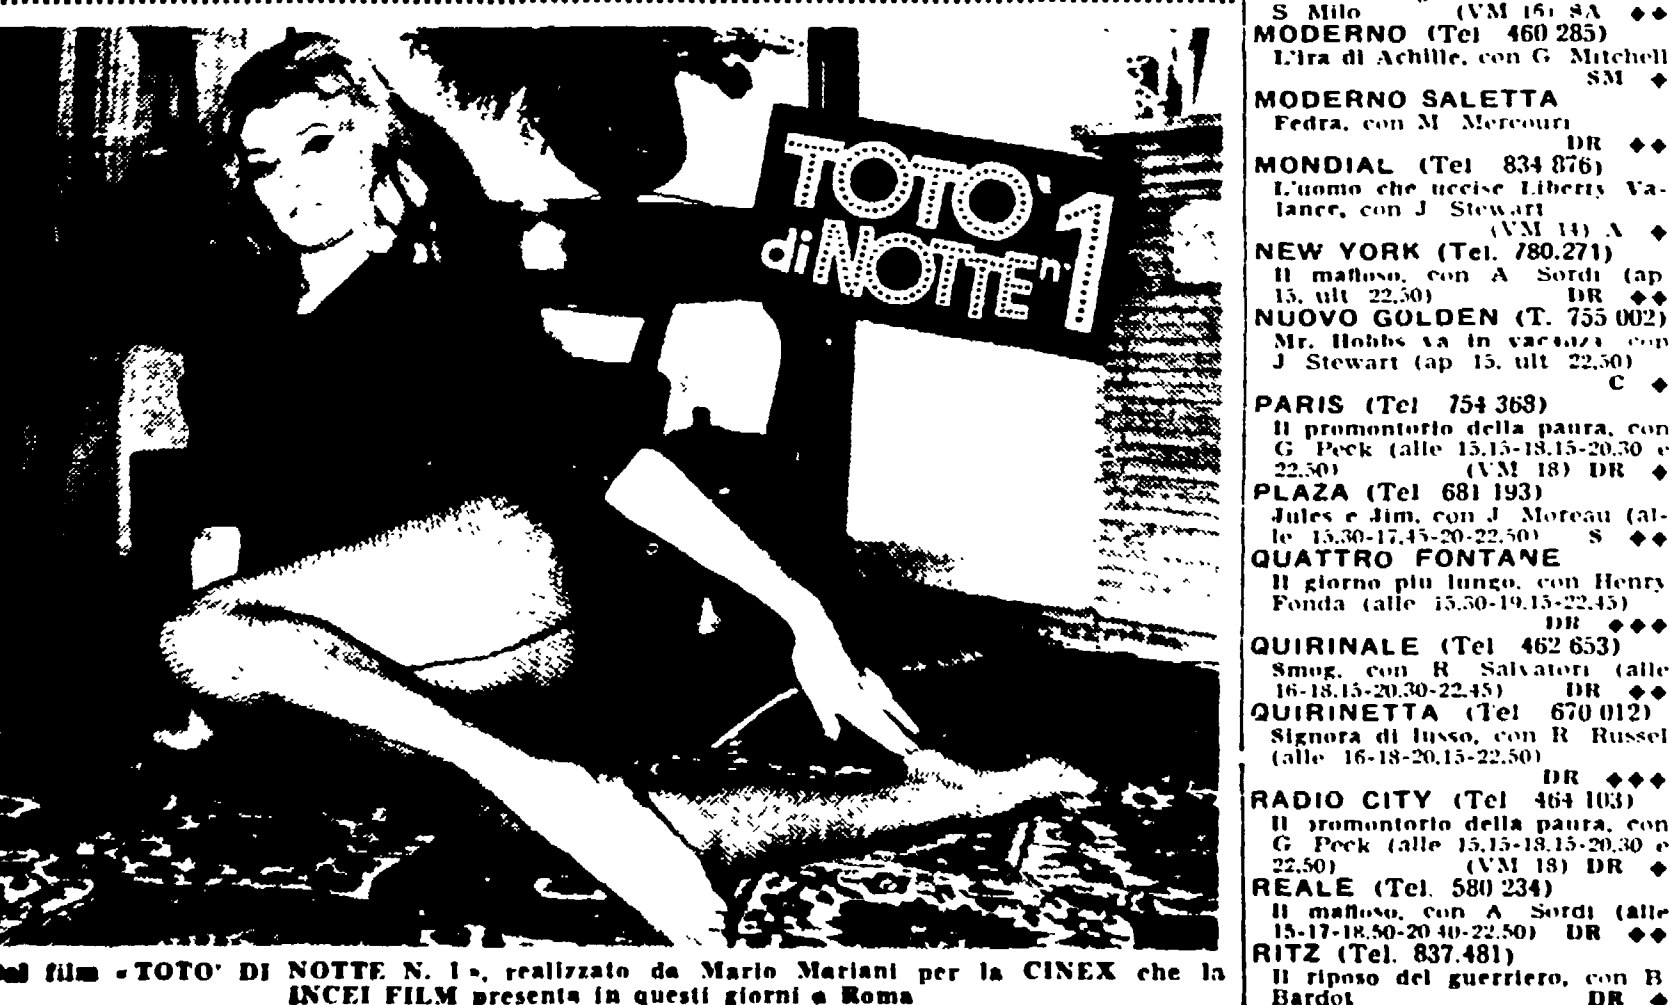 TOTO'
di NOTTE n. 1
Dal film «TOTO' DI NOTTE N. 1», realizzato da Mario Mariani per la CINEX che la
INCEI FILM presenta in questi giorni a Roma
S Milo (VM 16) SA ◆◆
MODERNO (Tel 460 285)
L'ira di Achille, con G Mitchell
SM ◆
MODERNO SALETTA
Fedra, con M Mercouri
DR ◆◆
MONDIAL (Tel 834 876)
L'uomo che uccise Liberty Va-
lance, con J Stewart
(VM 14) A ◆
NEW YORK (Tel. 780.271)
Il mafioso, con A Sordi (ap
15, ult 22,50) DR ◆◆
NUOVO GOLDEN (T. 755 002)
Mr. Hobbs va in vacanza con
J Stewart (ap 15, ult 22,50)
C ◆
PARIS (Tel 754 368)
Il promontorio della paura, con
G Peck (alle 15,15-18,15-20,30 e
22,50) (VM 18) DR ◆
PLAZA (Tel 681 193)
Jules e Jim, con J Moreau (al-
le 15,30-17,45-20-22,50) S ◆◆
QUATTRO FONTANE
Il giorno piu lungo, con Henry
Fonda (alle 15,30-19,15-22,45)
DR ◆◆◆
QUIRINALE (Tel 462 653)
Smog, con R Salvatori (alle
16-18,15-20,30-22,45) DR ◆◆
QUIRINETTA (Tel 670 012)
Signora di lusso, con R Russel
(alle 16-18-20,15-22,50)
DR ◆◆◆
RADIO CITY (Tel 464 103)
Il promontorio della paura, con
G Peck (alle 15,15-18,15-20,30 e
22,50) (VM 18) DR ◆
REALE (Tel. 580 234)
Il mafioso, con A Sordi (alle
15-17-18,50-20 40-22,50) DR ◆◆
RITZ (Tel. 837.481)
Il riposo del guerriero, con B
Bardot DR ◆